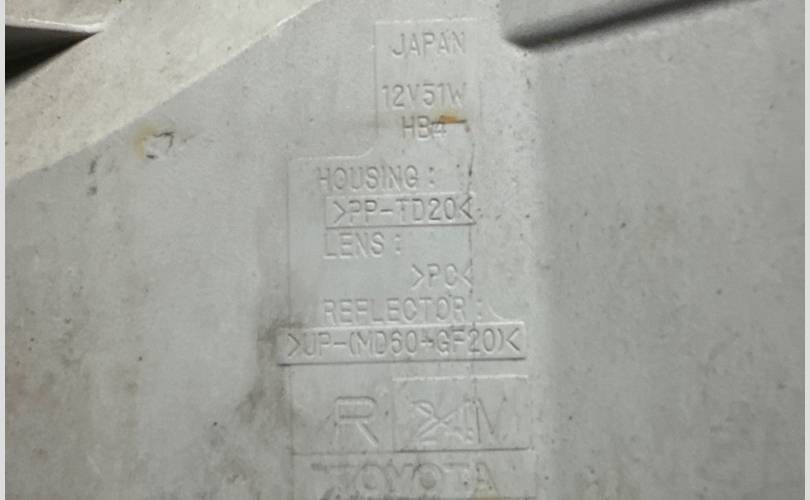 JAPAN
12V51W
HB4
HOUSING:
>PP-TD20<
LENS:
>PC<
REFLECTOR:
>UP-(MD60+GF20)<
R
TOYOTA